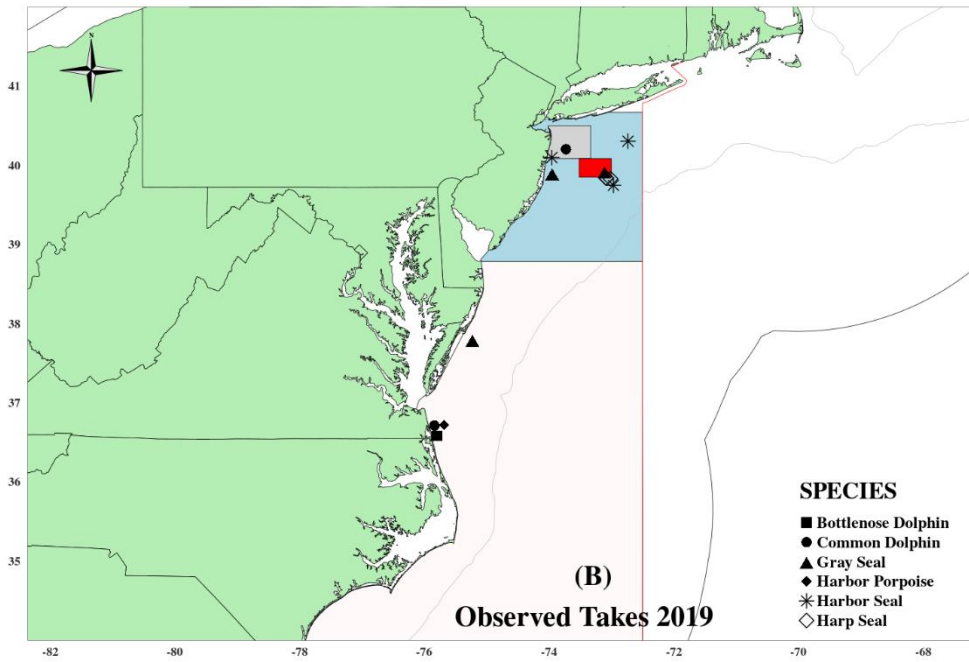 N
41
40
39
38
37
36
35
SPECIES
Bottlenose Dolphin
Common Dolphin
Gray Seal
Harbor Porpoise
Harbor Seal
Harp Seal
(B)
Observed Takes 2019
-82 -80 -78 -76 -74 -72 -70 -68